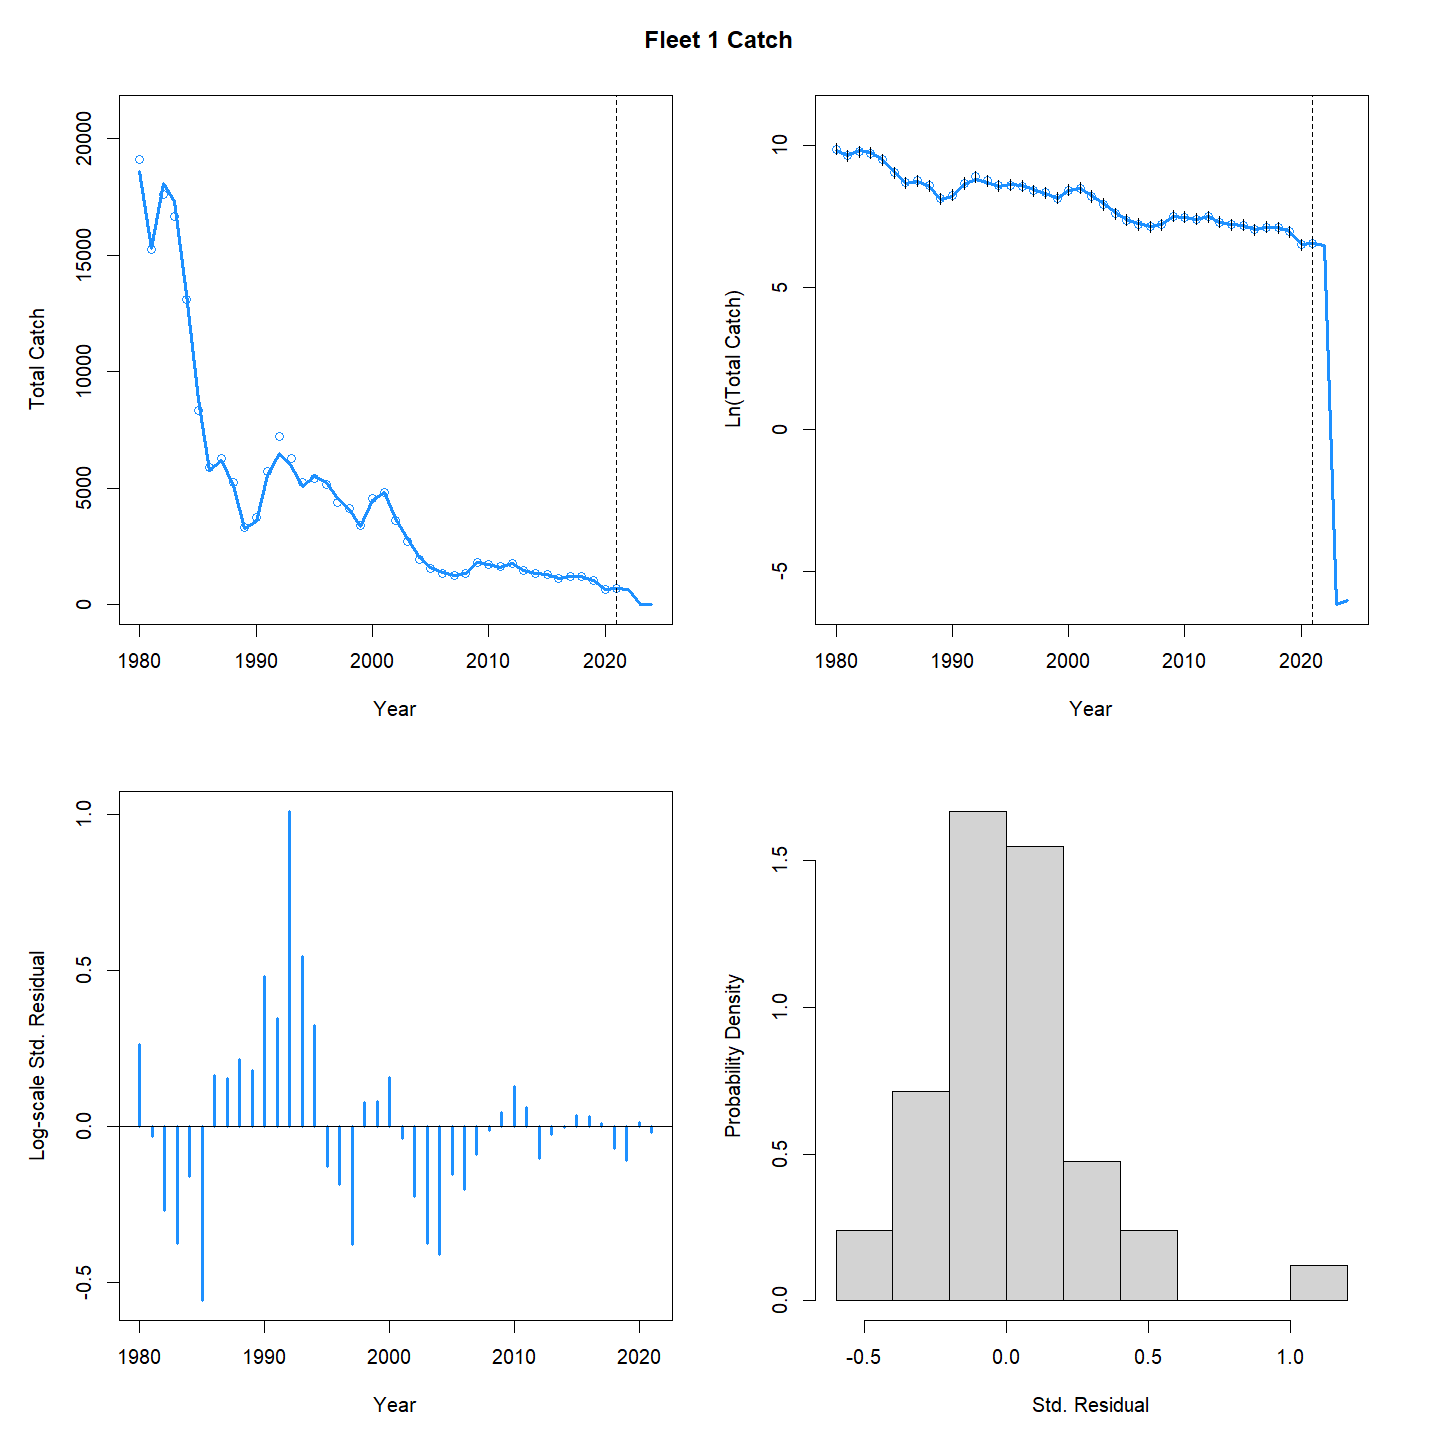 Fleet 1 Catch
Total Catch
20000
15000
10000
5000
0
1980 1990 2000 2010 2020
Year
Ln(Total Catch)
10
5
0
-5
1980 1990 2000 2010 2020
Year
Log-scale Std. Residual
1.0
0.5
0.0
-0.5
1980 1990 2000 2010 2020
Year
Probability Density
1.5
1.0
0.5
0.0
-0.5 0.0 0.5 1.0
Std. Residual